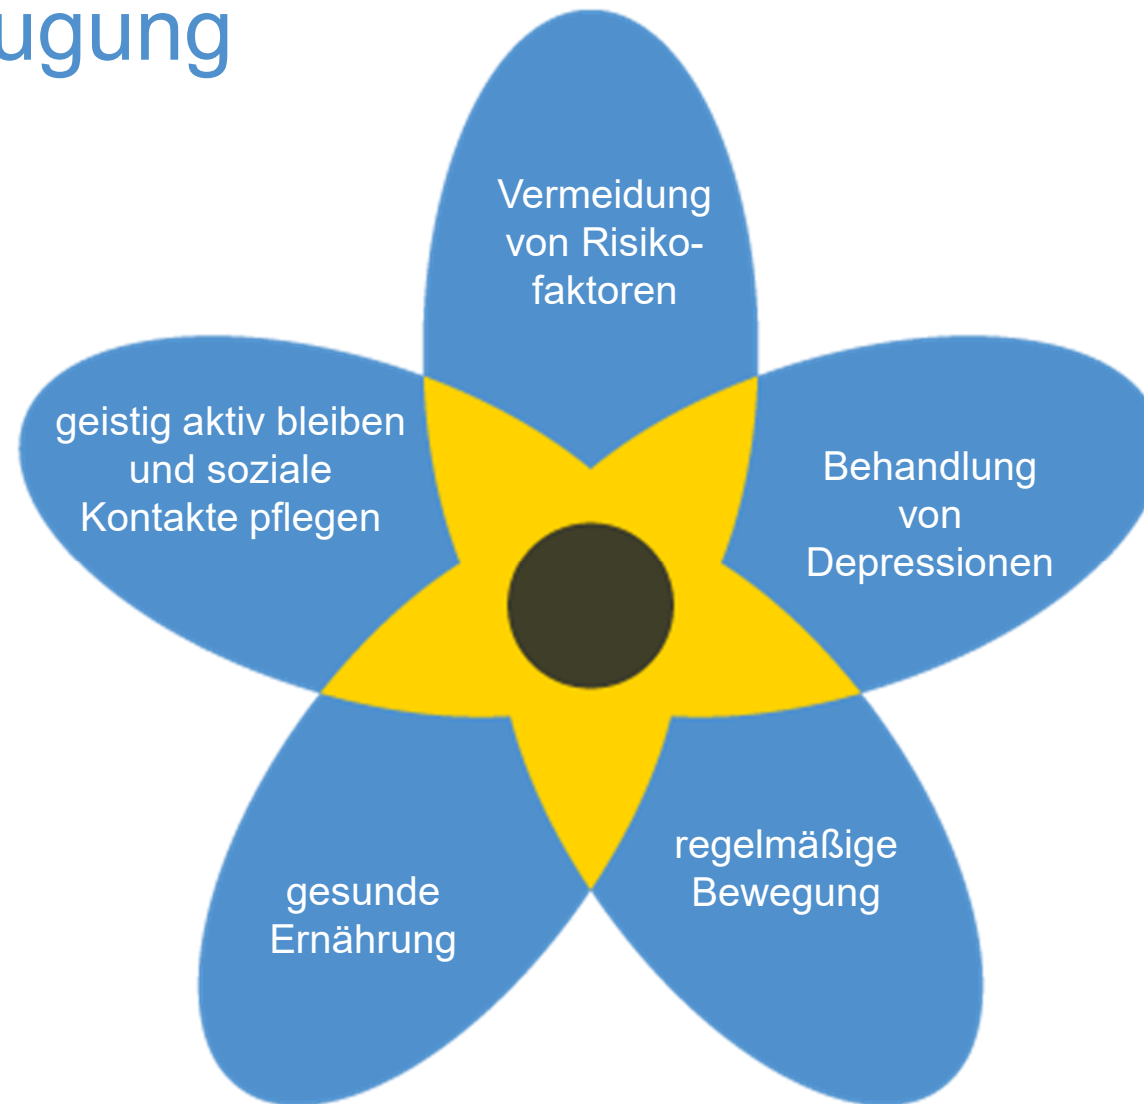 ugung
Vermeidung
von Risiko-
faktoren
geistig aktiv bleiben
und soziale
Kontakte pflegen
Behandlung
von
Depressionen
regelmäßige
Bewegung
gesunde
Ernährung